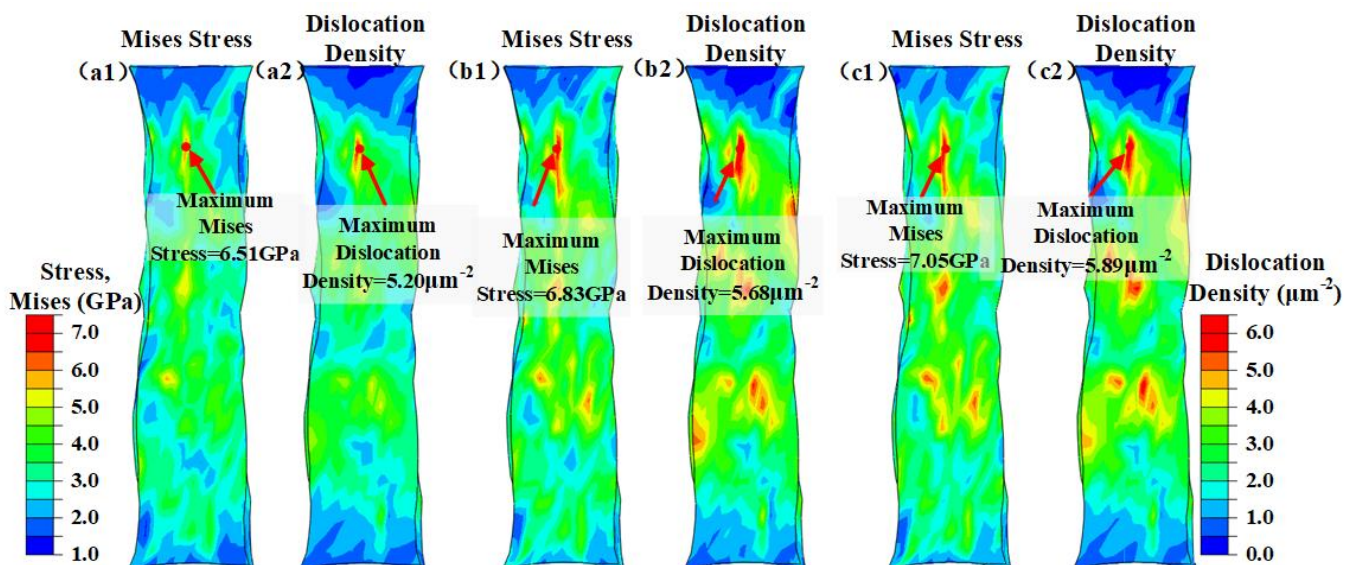 Mises Stress
Dislocation
Density
Mises Stress
Dislocation
Density
Mises Stress
Dislocation
Density
(a1)
(a2)
(b1)
(b2)
(c1)
(c2)
Maximum
Mises
Stress=6.51GPa
Maximum
Dislocation
Density=5.20μm⁻²
Maximum
Mises
Stress=6.83GPa
Maximum
Dislocation
Density=5.68μm⁻²
Maximum
Mises
Stress=7.05GPa
Maximum
Dislocation
Density=5.89μm⁻²
Stress,
Mises (GPa)
7.0
6.0
5.0
4.0
3.0
2.0
1.0
Dislocation
Density (μm⁻²)
6.0
5.0
4.0
3.0
2.0
1.0
0.0